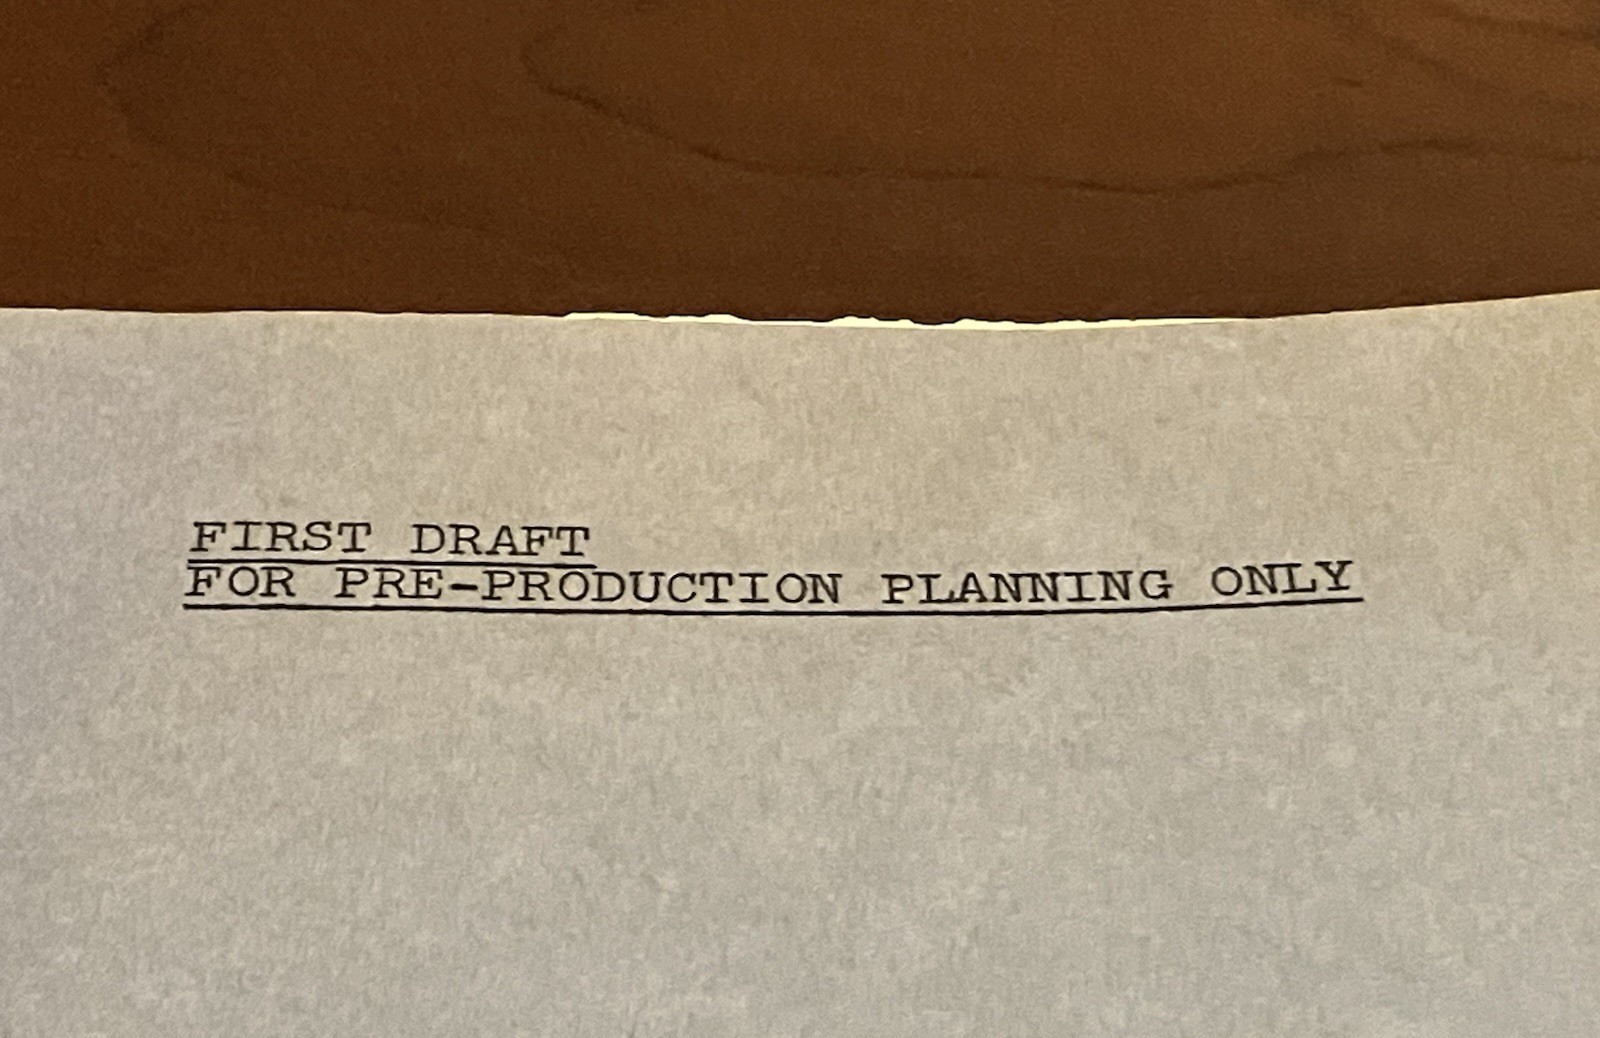 FIRST DRAFT
FOR PRE-PRODUCTION PLANNING ONLY